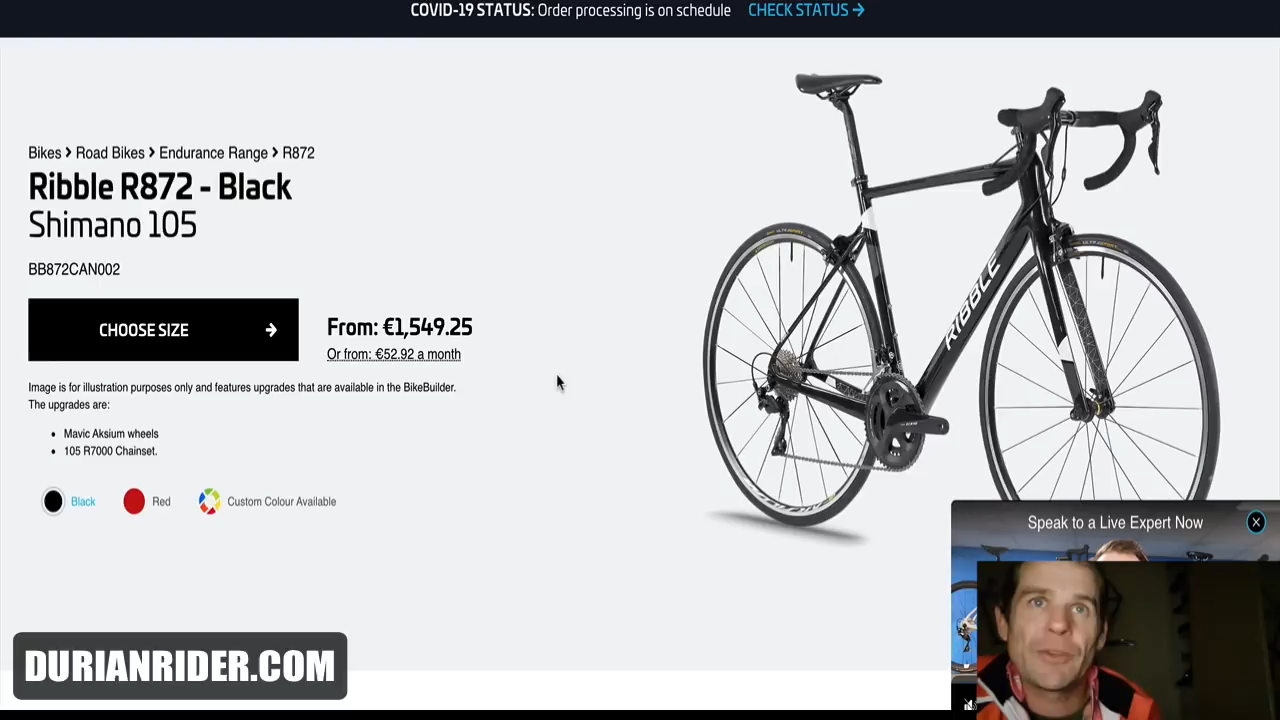 COVID-19 STATUS: Order processing is on schedule CHECK STATUS →
Bikes > Road Bikes > Endurance Range > R872
Ribble R872 - Black
Shimano 105
BB872CAN002
CHOOSE SIZE →
From: €1,549.25
Or from: €52.92 a month
Image is for illustration purposes only and features upgrades that are available in the BikeBuilder.
The upgrades are:
• Mavic Aksium wheels
• 105 R7000 Chainset.
Black Red Custom Colour Available
RIBBLE
Speak to a Live Expert Now
DURIANRIDER.COM